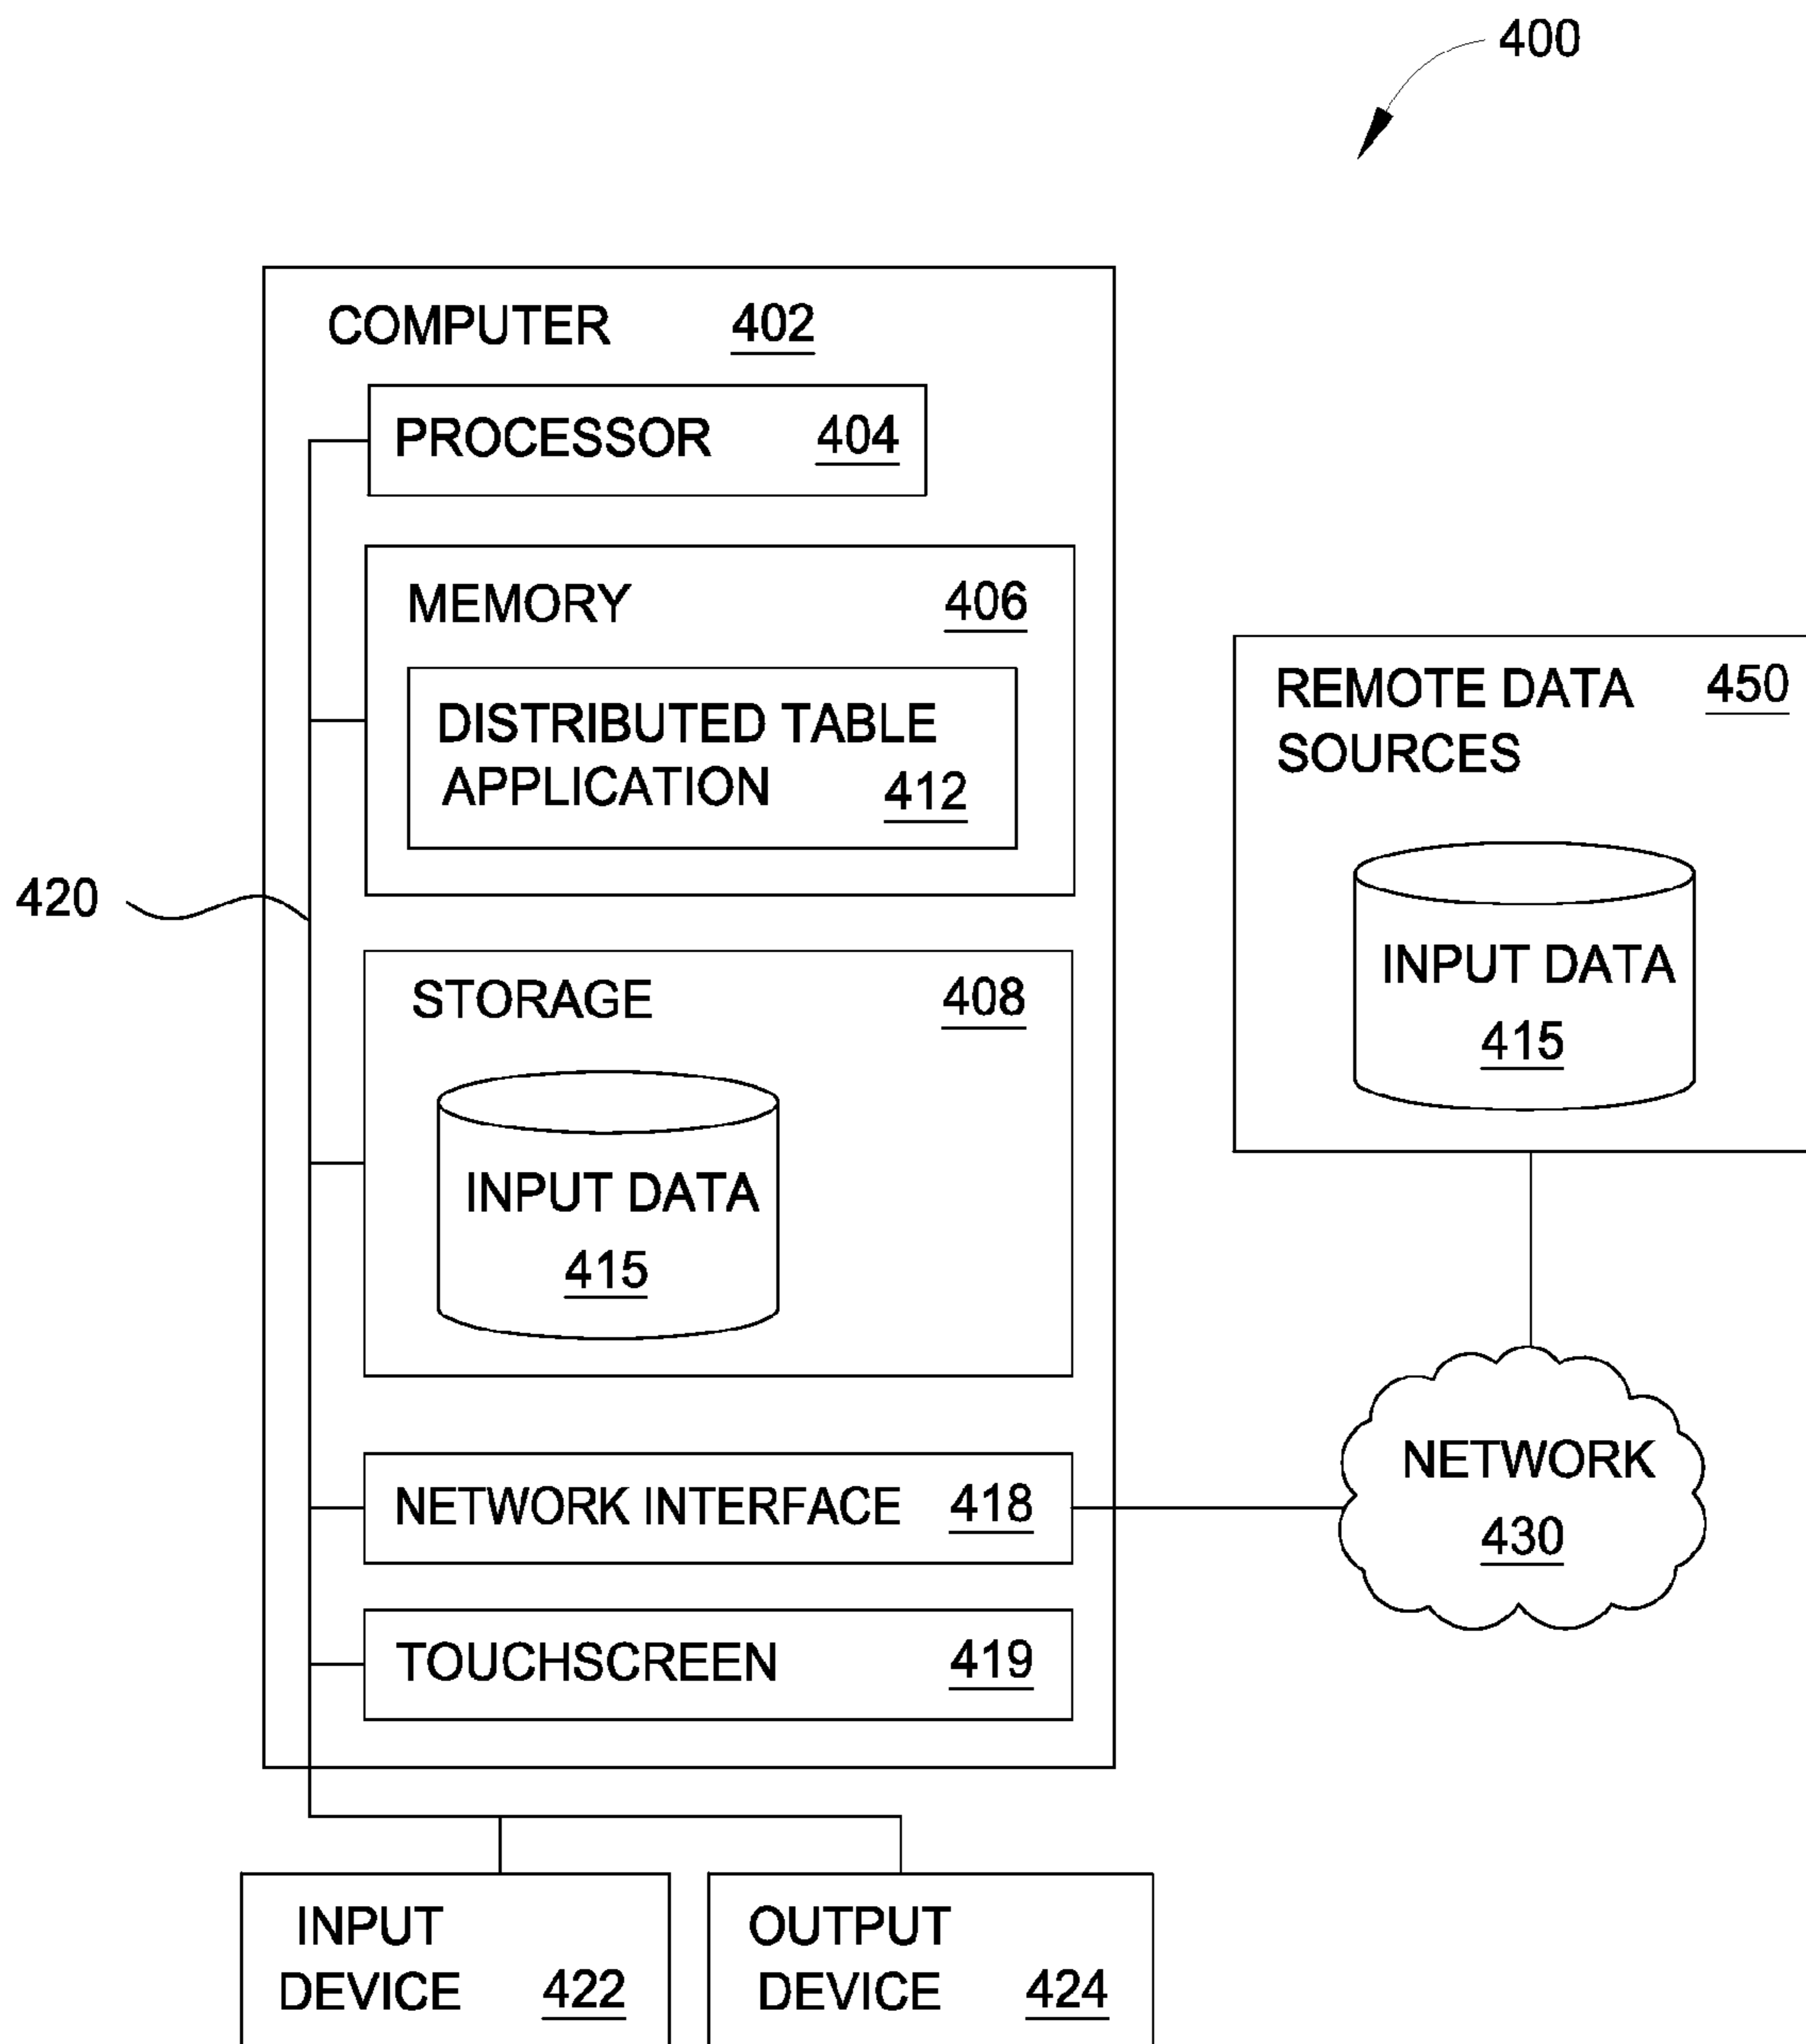 400
COMPUTER 402
PROCESSOR 404
MEMORY 406
DISTRIBUTED TABLE
APPLICATION 412
420
STORAGE 408
INPUT DATA
415
NETWORK INTERFACE 418
TOUCHSCREEN 419
INPUT
DEVICE 422
OUTPUT
DEVICE 424
REMOTE DATA 450
SOURCES
INPUT DATA
415
NETWORK
430